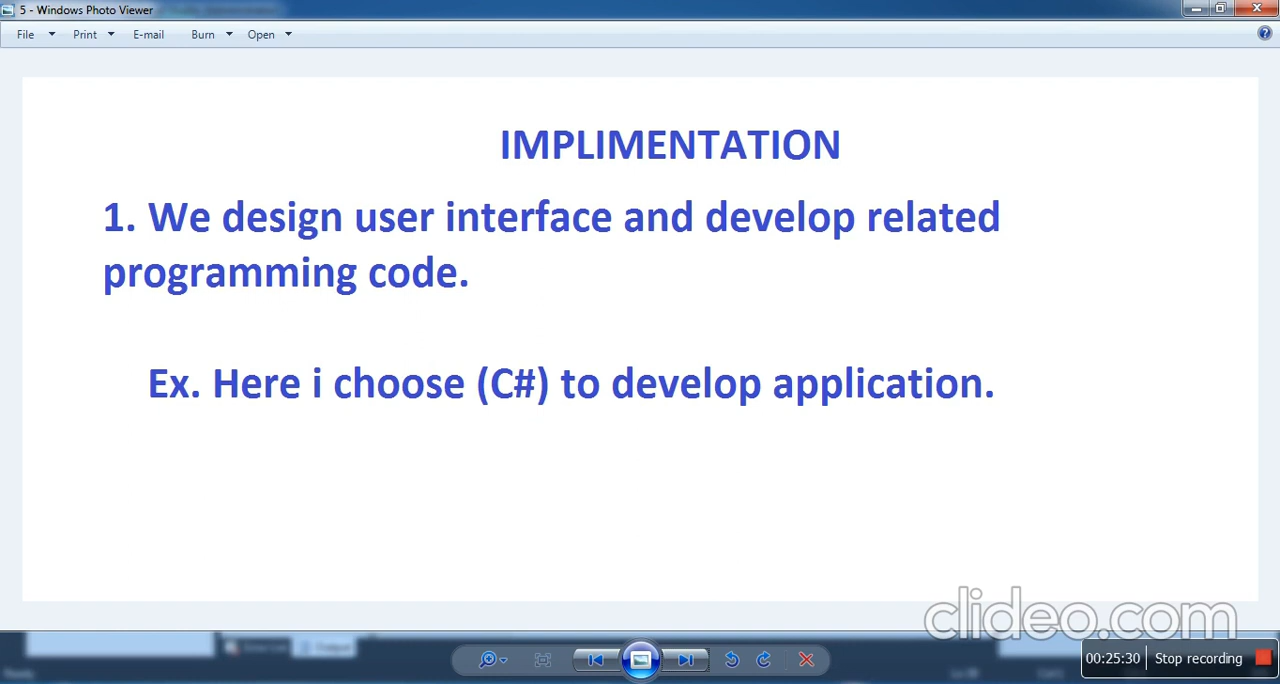 5 - Windows Photo Viewer
File Print E-mail Burn Open
IMPLIMENTATION
1. We design user interface and develop related
programming code.
Ex. Here i choose (C#) to develop application.
clideo.com
00:25:30 Stop recording